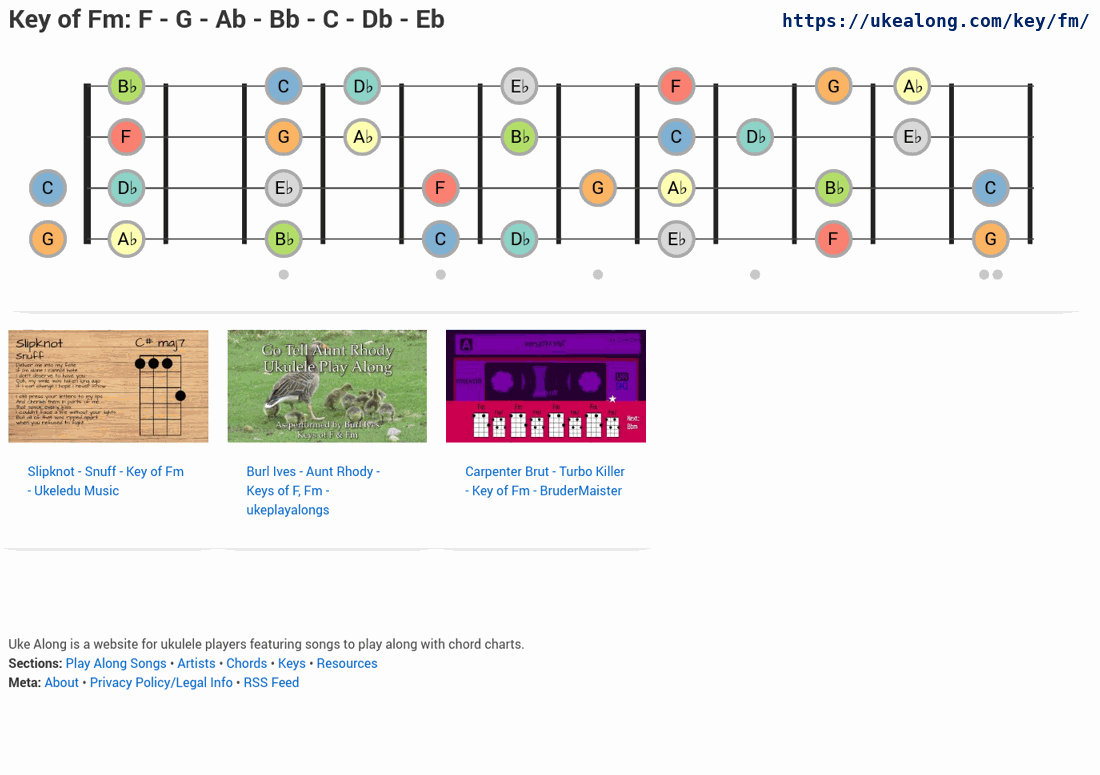 Key of Fm: F - G - Ab - Bb - C - Db - Eb
https://ukealong.com/key/fm/
B♭ C D♭ E♭ F G A♭
F G A♭ B♭ C D♭ E♭
C D♭ E♭ F G A♭ B♭ C
G A♭ B♭ C D♭ E♭ F G
Slipknot
Snuff
C# maj7
Go Tell Aunt Rhody
Ukulele Play Along
As performed by Burl Ives
Keys of F & Fm
A
Next:
Bbm
Slipknot - Snuff - Key of Fm
- Ukeledu Music
Burl Ives - Aunt Rhody -
Keys of F, Fm -
ukeplayalongs
Carpenter Brut - Turbo Killer
- Key of Fm - BruderMaister
Uke Along is a website for ukulele players featuring songs to play along with chord charts.
Sections: Play Along Songs • Artists • Chords • Keys • Resources
Meta: About • Privacy Policy/Legal Info • RSS Feed